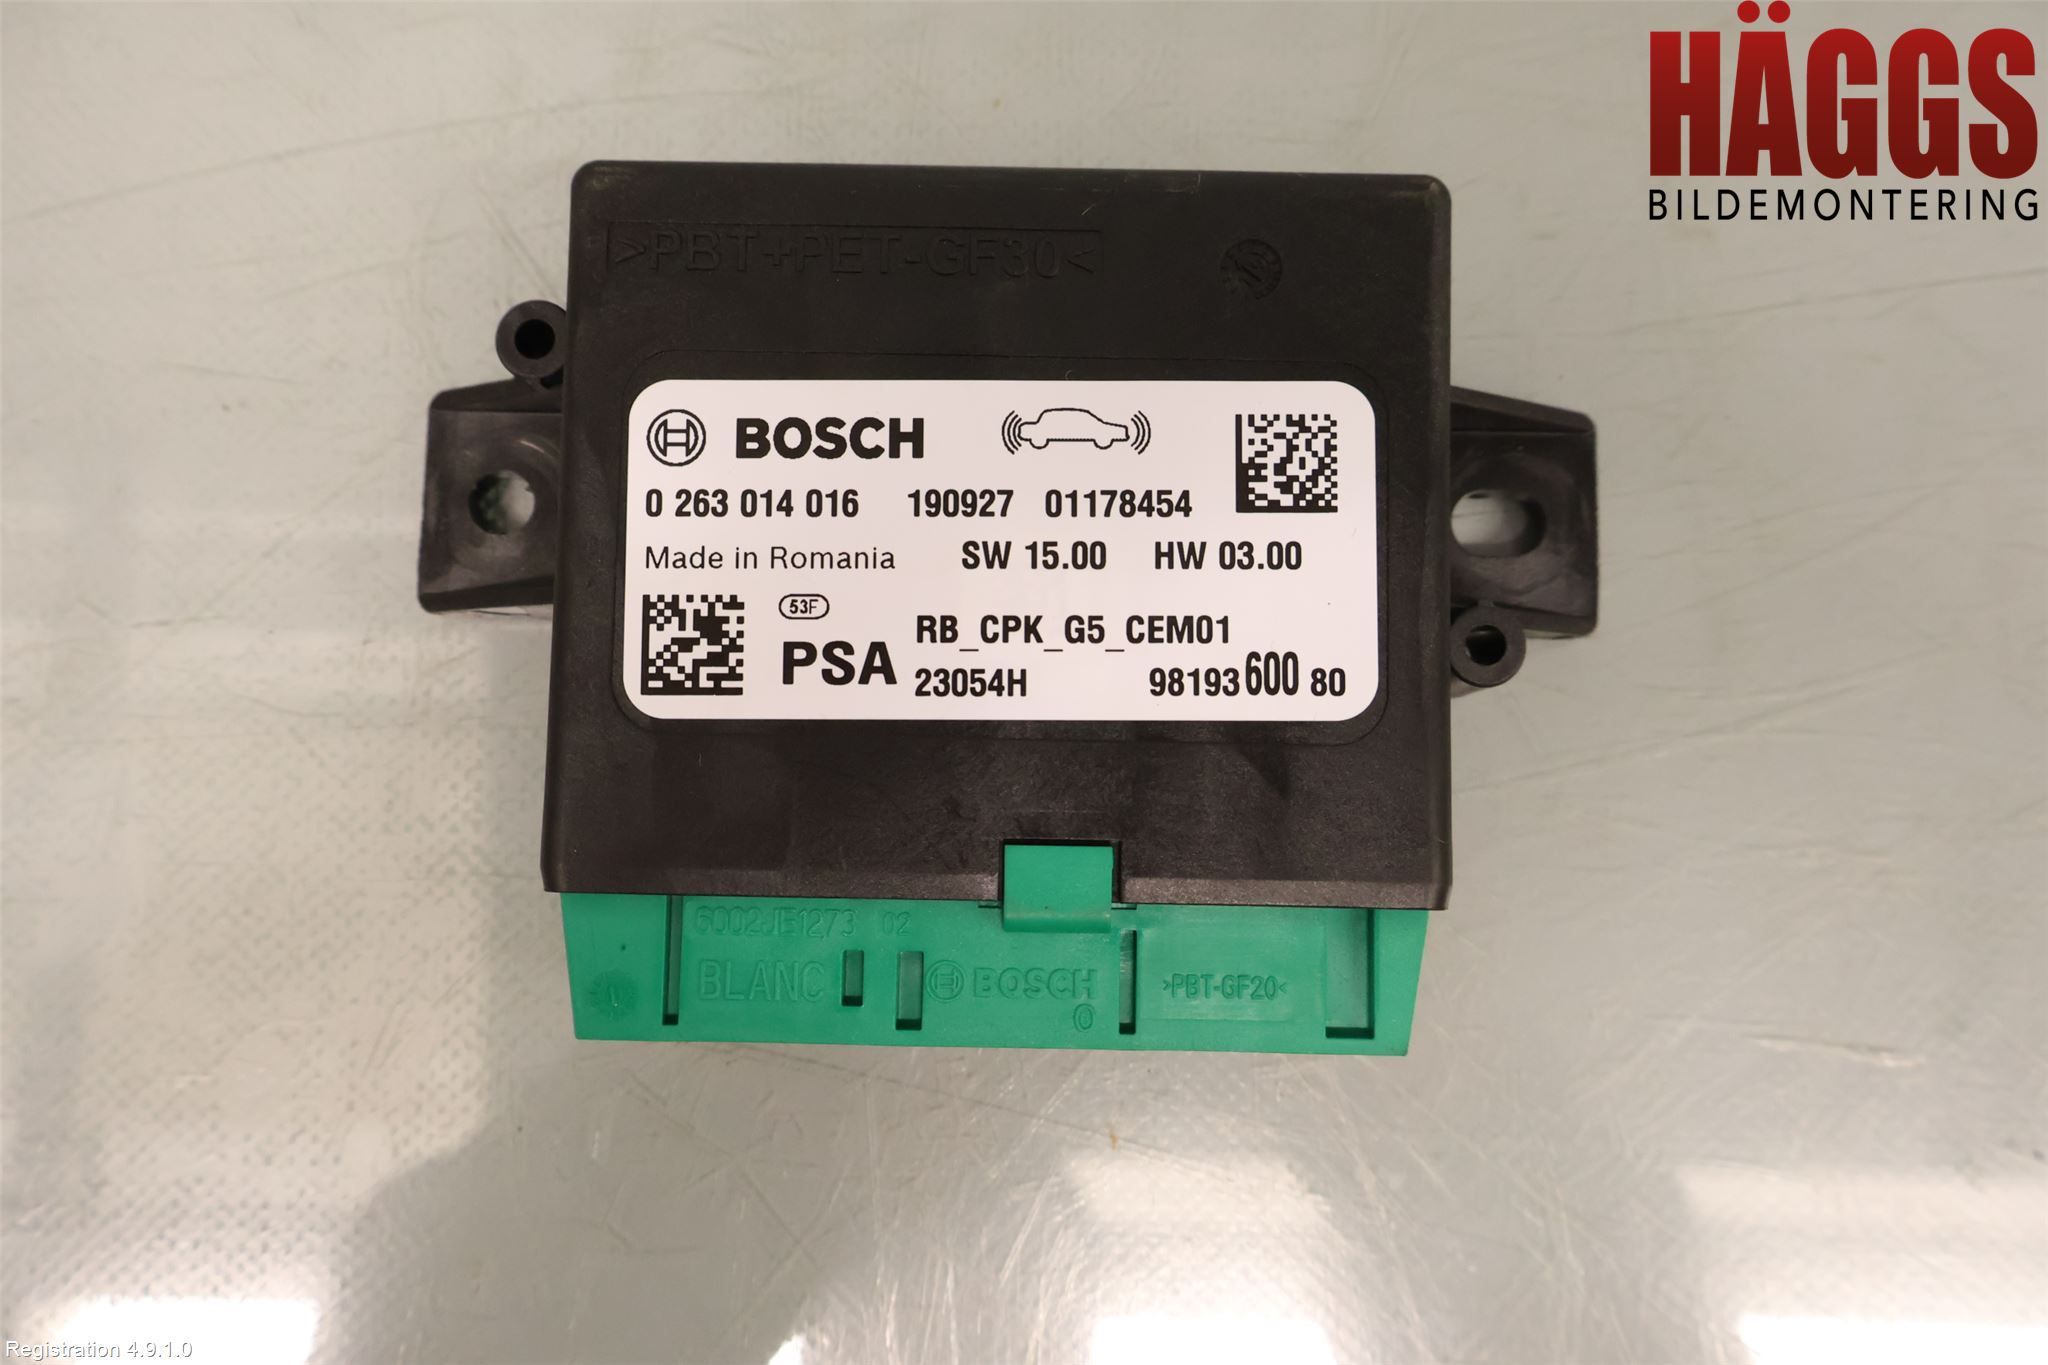 HÄGGS
BILDEMONTERING
>PBT+PET-GF30<
BOSCH
0 263 014 016 190927 01178454
Made in Romania SW 15.00 HW 03.00
53F
PSA RB_CPK_G5_CEM01
23054H 98193 600 80
6002JE1273 02
BLANC BOSCH >PBT-GF20<
0
Registration 4.9.1.0